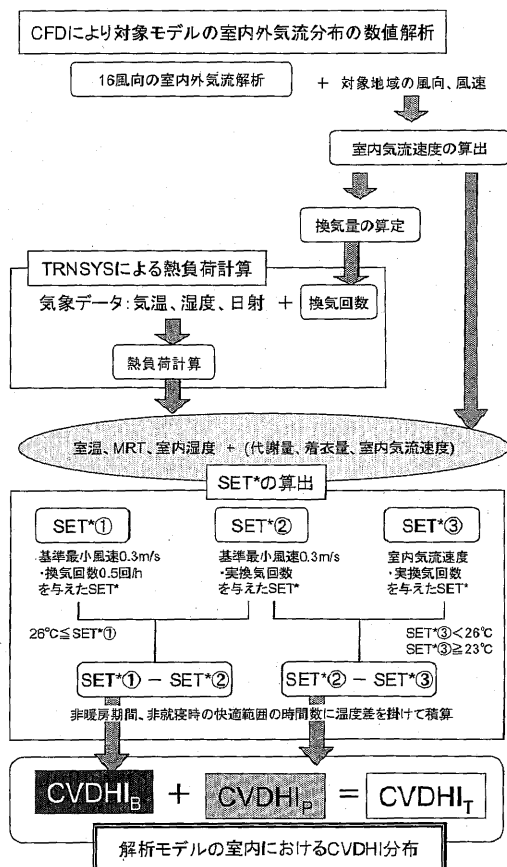 CFDにより対象モデルの室内外気流分布の数値解析
16風向の室内外気流解析 + 対象地域の風向、風速
室内気流速度の算出
換気量の算定
TRNSYSによる熱負荷計算
気象データ:気温、湿度、日射 + 換気回数
熱負荷計算
室温、MRT、室内湿度 + (代謝量、着衣量、室内気流速度)
SET*の算出
SET*①
SET*②
SET*③
・基準最小風速0.3m/s
・換気回数0.5回/h
を与えたSET*
基準最小風速0.3m/s
・実換気回数
を与えたSET*
室内気流速度
・実換気回数
を与えたSET*
26℃≦SET*①
SET*③<26℃
SET*③≧23℃
SET*① － SET*②
SET*② － SET*③
非暖房期間、非就寝時の快適範囲の時間数に温度差を掛けて積算
CVDHIB + CVDHIP = CVDHIT
解析モデルの室内におけるCVDHI分布